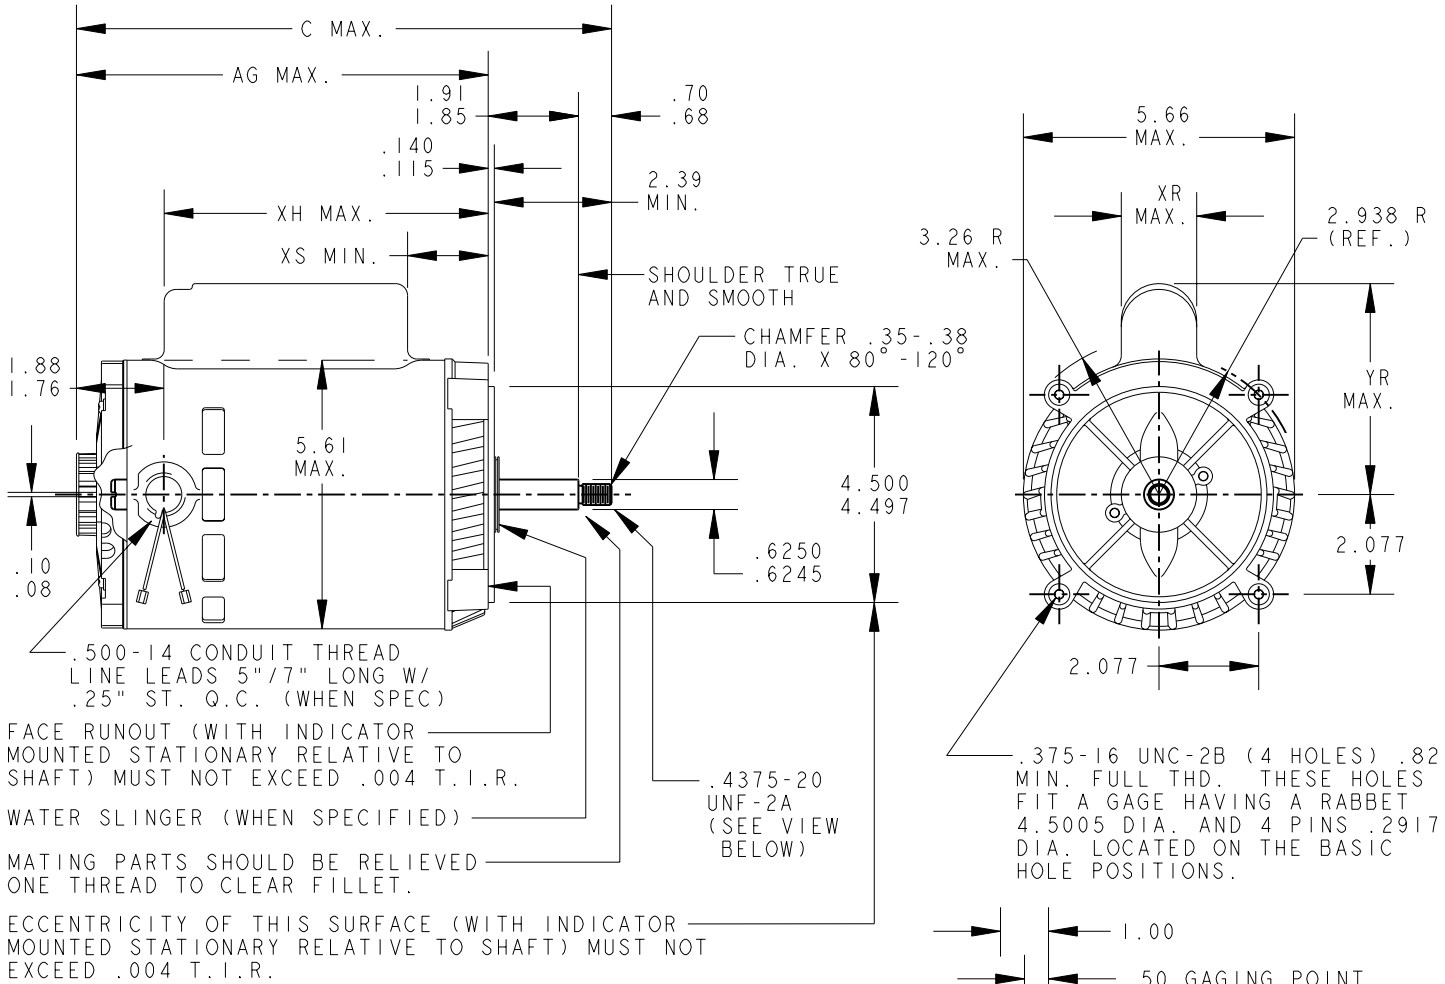 C MAX.
AG MAX.
1.91
1.85
.70
.68
.140
.115
2.39
MIN.
XH MAX.
XS MIN.
SHOULDER TRUE
AND SMOOTH
CHAMFER .35-.38
DIA. X 80°-120°
1.88
1.76
5.61
MAX.
4.500
4.497
.6250
.6245
.10
.08
.500-14 CONDUIT THREAD
LINE LEADS 5"/7" LONG W/
.25" ST. Q.C. (WHEN SPEC)
FACE RUNOUT (WITH INDICATOR
MOUNTED STATIONARY RELATIVE TO
SHAFT) MUST NOT EXCEED .004 T.I.R.
WATER SLINGER (WHEN SPECIFIED)
MATING PARTS SHOULD BE RELIEVED
ONE THREAD TO CLEAR FILLET.
ECCENTRICITY OF THIS SURFACE (WITH INDICATOR
MOUNTED STATIONARY RELATIVE TO SHAFT) MUST NOT
EXCEED .004 T.I.R.
.4375-20
UNF-2A
(SEE VIEW
BELOW)
5.66
MAX.
XR
MAX.
3.26 R
MAX.
2.938 R
(REF.)
YR
MAX.
2.077
2.077
.375-16 UNC-2B (4 HOLES) .82
MIN. FULL THD. THESE HOLES
FIT A GAGE HAVING A RABBET
4.5005 DIA. AND 4 PINS .2917
DIA. LOCATED ON THE BASIC
HOLE POSITIONS.
1.00
.50 GAGING POINT